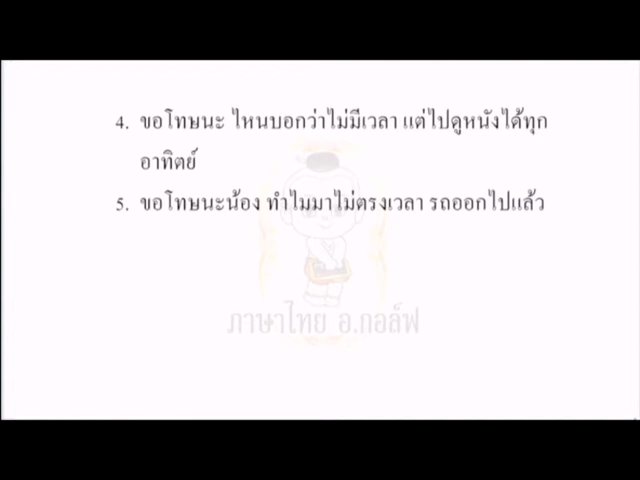 4. ขอโทษนะ ไหนบอกว่าไม่มีเวลา แต่ไปดูหนังได้ทุก
อาทิตย์
5. ขอโทษนะน้อง ทำไมมาไม่ตรงเวลา รถออกไปแล้ว
ภาษาไทย อ.กอล์ฟ